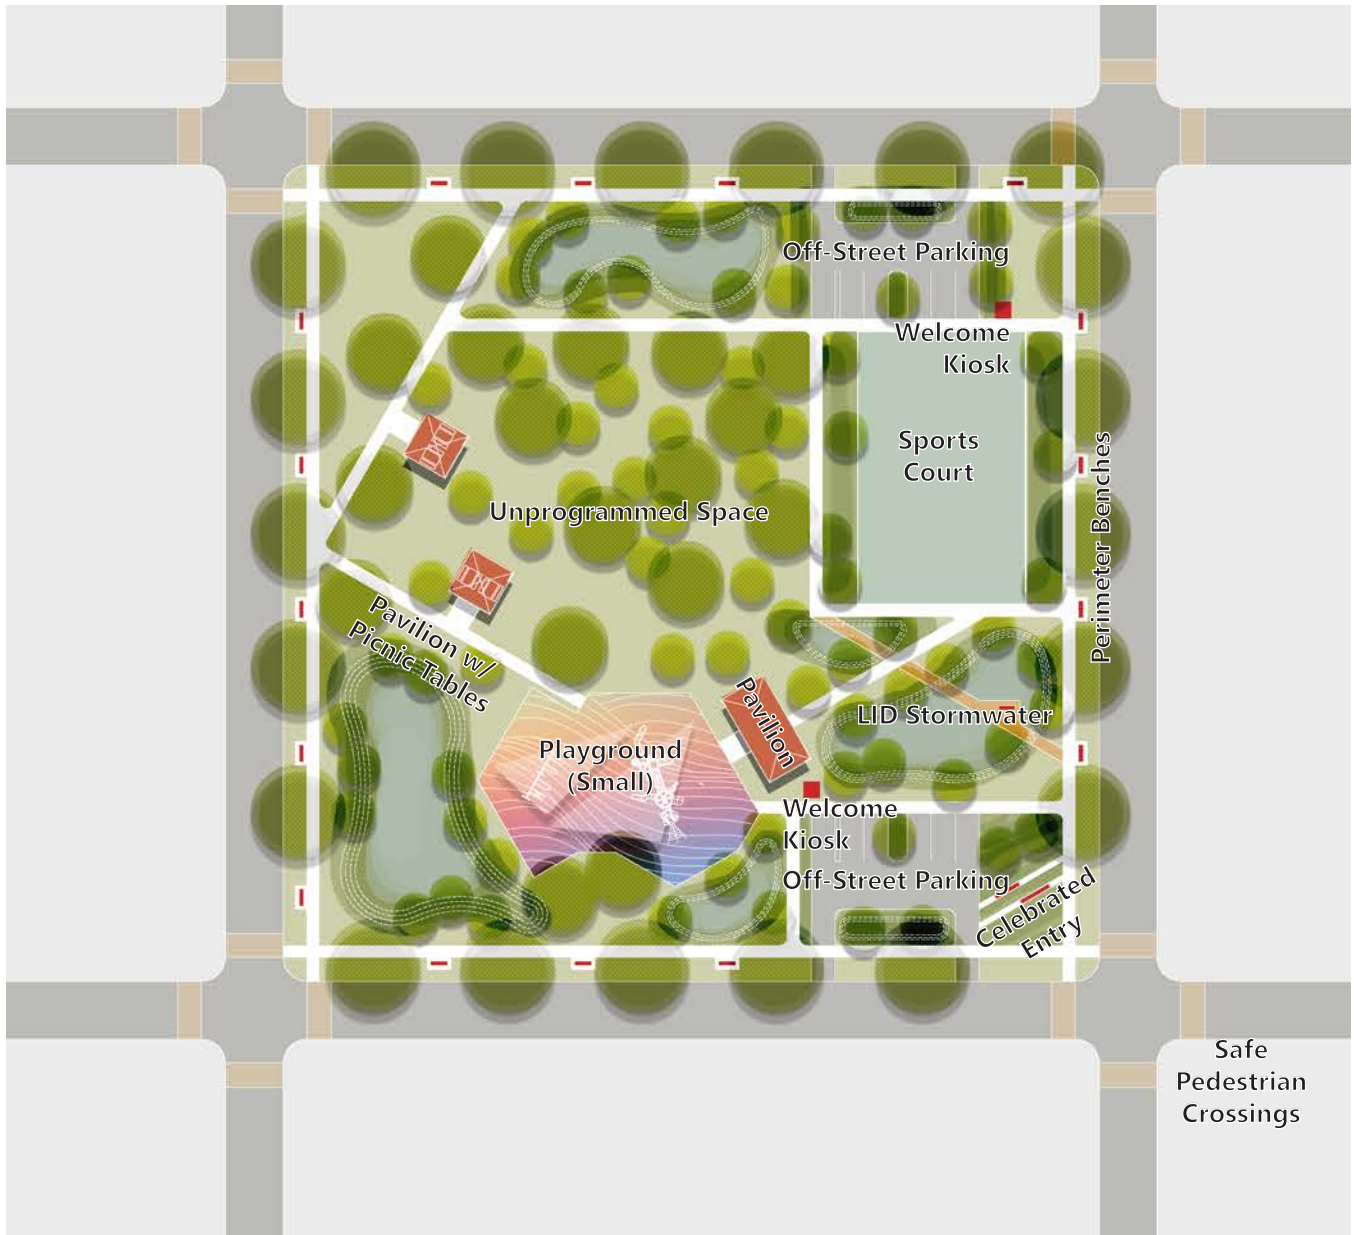 Off-Street Parking
Welcome
Kiosk
Sports
Court
Perimeter Benches
Unprogrammed Space
Pavilion w/
Picnic Tables
Pavilion
LID Stormwater
Playground
(Small)
Welcome
Kiosk
Off-Street Parking
Celebrated
Entry
Safe
Pedestrian
Crossings